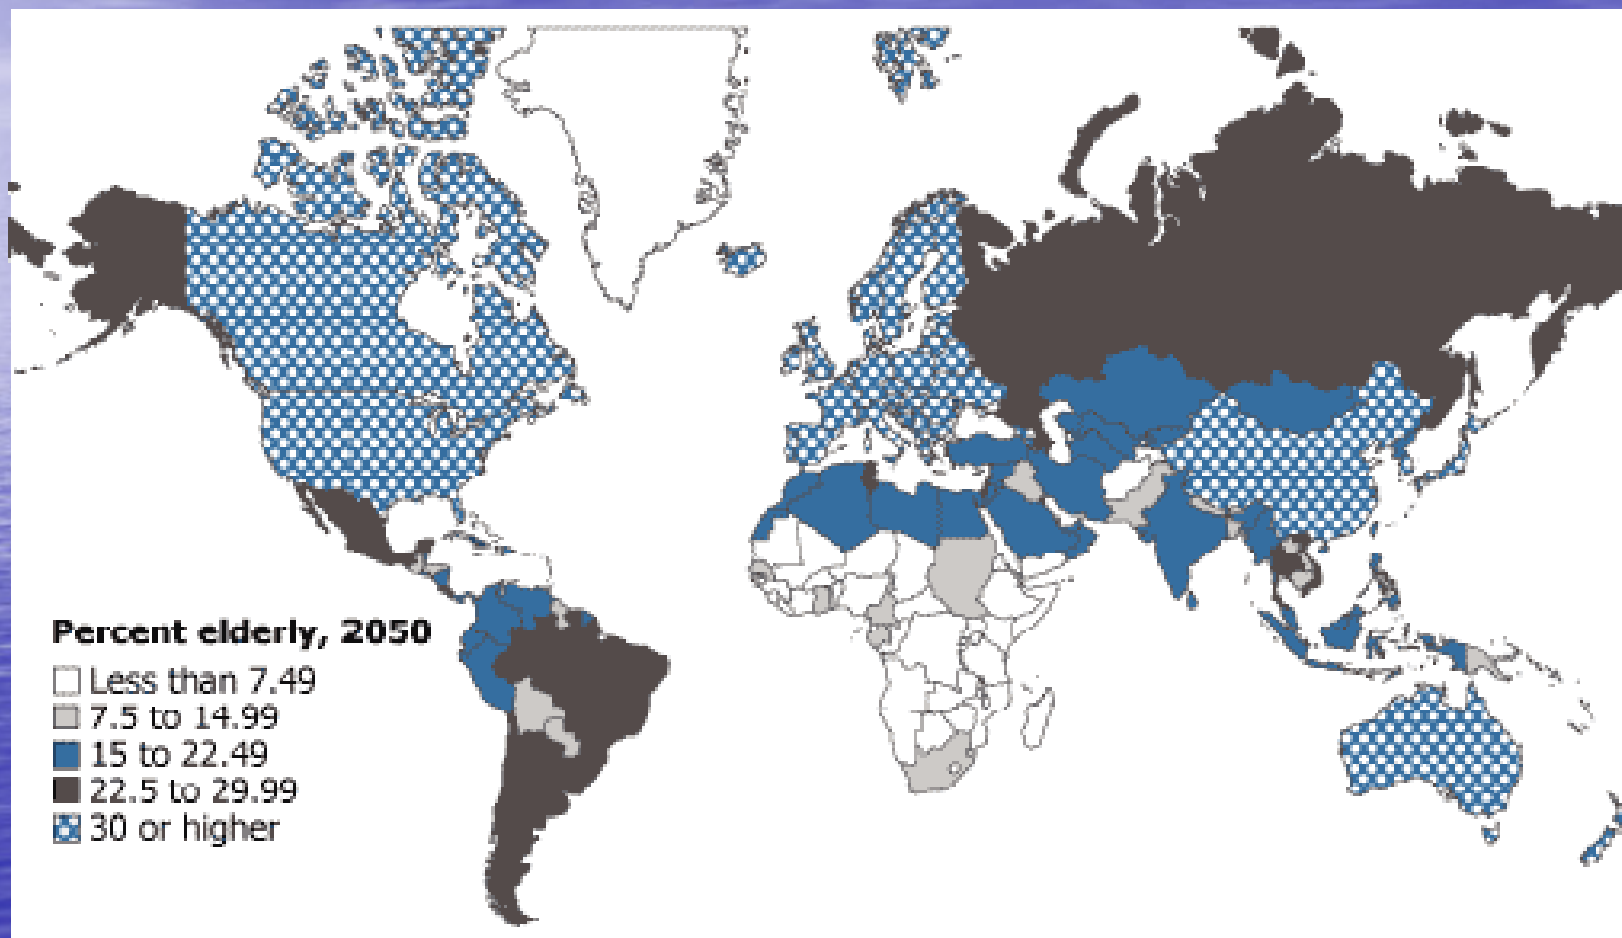 Percent elderly, 2050
Less than 7.49
7.5 to 14.99
15 to 22.49
22.5 to 29.99
30 or higher